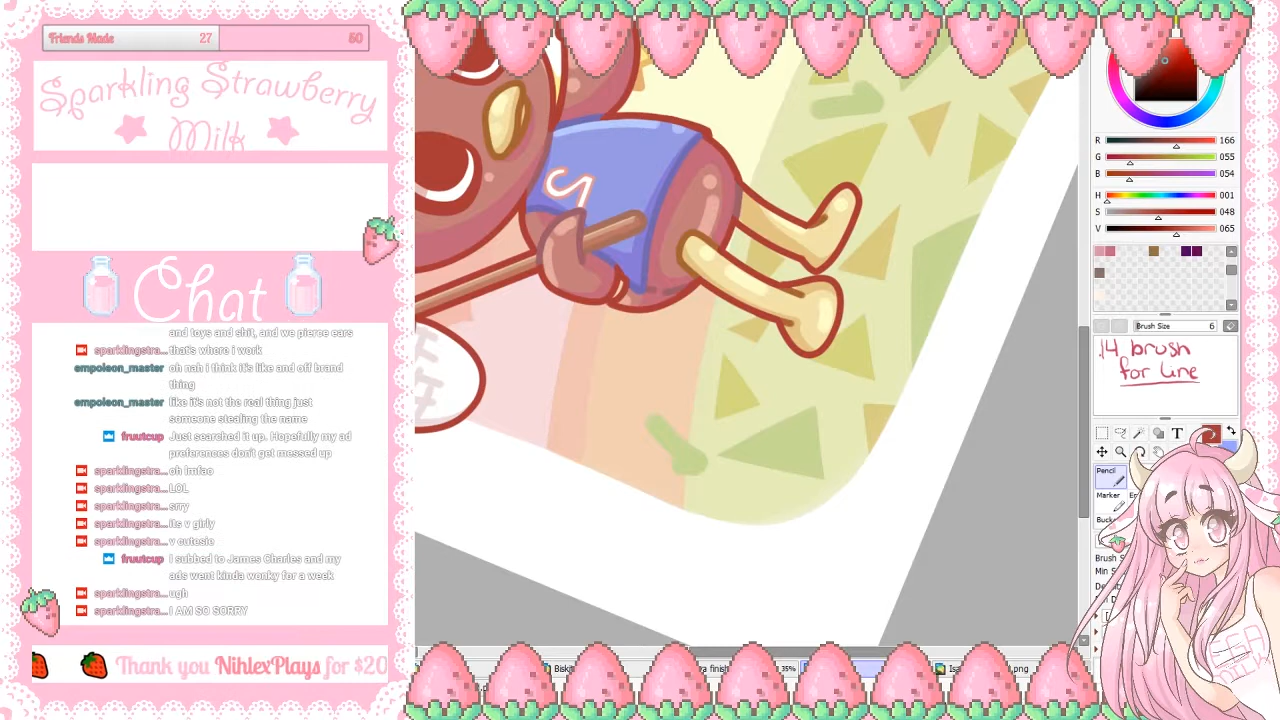 Friends Made 27 50
Sparkling Strawberry
Milk
Chat
and toys and shit, and we pierce ears
sparklingstra... that's where i work
empoleon_master oh nah i think it's like and off brand
thing
empoleon_master like it's not the real thing just
someone stealing the name
fruutcup Just searched it up. Hopefully my ad
preferences don't get messed up
sparklingstra... oh lmfao
sparklingstra... LOL
sparklingstra... srry
sparklingstra... its v girly
sparklingstra... v cutesie
fruutcup I subbed to James Charles and my
ads went kinda wonky for a week
sparklingstra... ugh
sparklingstra... I AM SO SORRY
Thank you NihlexPlays for $20
S
R 166
G 055
B 054
H 001
S 048
V 065
Brush Size 6
.14 brush
for line
T
Pencil
Marker
Brush S
Min S
35%
.png